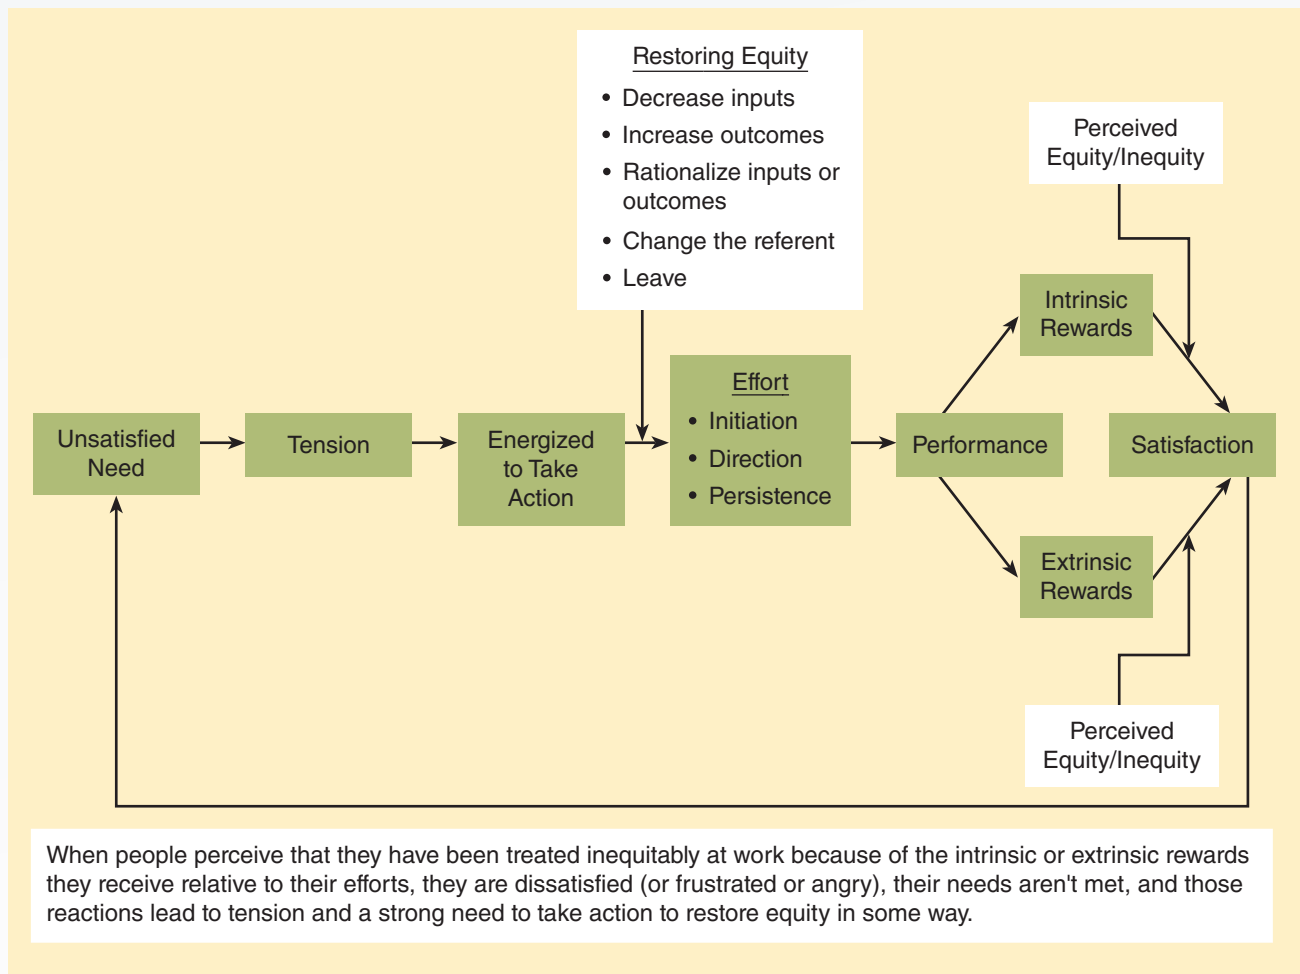 Restoring Equity
• Decrease inputs
• Increase outcomes
• Rationalize inputs or
outcomes
• Change the referent
• Leave
Perceived
Equity/Inequity
Intrinsic
Rewards
Unsatisfied
Need
Tension
Energized
to Take
Action
Effort
• Initiation
• Direction
• Persistence
Performance
Satisfaction
Extrinsic
Rewards
Perceived
Equity/Inequity
When people perceive that they have been treated inequitably at work because of the intrinsic or extrinsic rewards
they receive relative to their efforts, they are dissatisfied (or frustrated or angry), their needs aren't met, and those
reactions lead to tension and a strong need to take action to restore equity in some way.